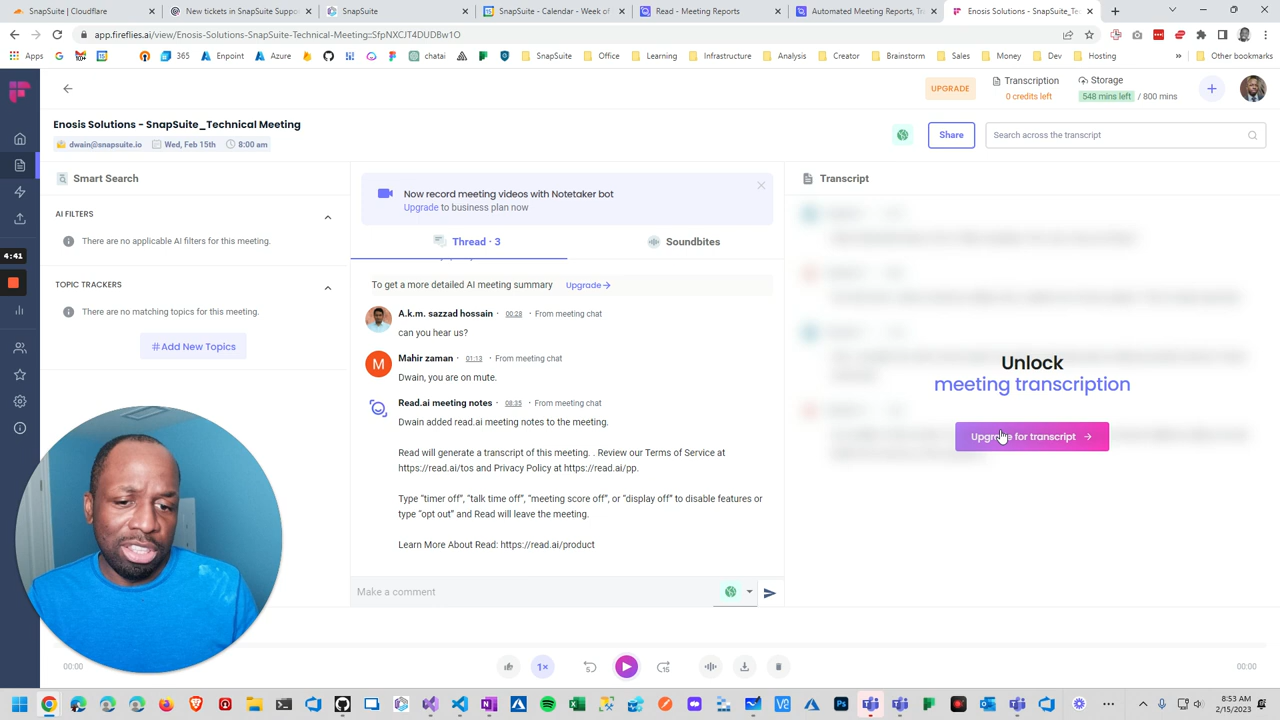 SnapSuite Cloudflare
New tickets in Snapsuite Support
SnapSuite
SnapSuite - Calendar - Week of
Read – Meeting Reports
Automated Meeting Reports, Tr
SnapSuite - Enosis Solutions_Te
app.fireflies.ai/view/Enosis-Solutions-SnapSuite-Technical-Meeting::SfpNXCJT4DUDBw1O
Apps
365
Enpoint
Azure
chatai
SnapSuite
Office
Learning
Infrastructure
Analysis
Creator
Brainstorm
Sales
Money
Dev
Hosting
»
Other bookmarks
UPGRADE
Transcription
0 credits left
Storage
548 mins left / 800 mins
Enosis Solutions - SnapSuite_Technical Meeting
dwain@snapsuite.io Wed, Feb 15th 8:00 am
Share
Search across the transcript
Smart Search
AI FILTERS
There are no applicable AI filters for this meeting.
TOPIC TRACKERS
There are no matching topics for this meeting.
#Add New Topics
4:41
Now record meeting videos with Notetaker bot
Upgrade to business plan now
Thread · 3
Soundbites
To get a more detailed AI meeting summary Upgrade
A.k.m. sazzad hossain · 00:28 · From meeting chat
can you hear us?
M
Mahir zaman · 01:13 · From meeting chat
Dwain, you are on mute.
Read.ai meeting notes · 08:35 · From meeting chat
Dwain added read.ai meeting notes to the meeting.
Read will generate a transcript of this meeting. . Review our Terms of Service at
https://read.ai/tos and Privacy Policy at https://read.ai/pp.
Type "timer off", "talk time off", "meeting score off", or "display off" to disable features or
type "opt out" and Read will leave the meeting.
Learn More About Read: https://read.ai/product
Make a comment
Transcript
Unlock
meeting transcription
Upgrade for transcript
00:00
1×
5
15
00:00
8:53 AM
2/15/2023